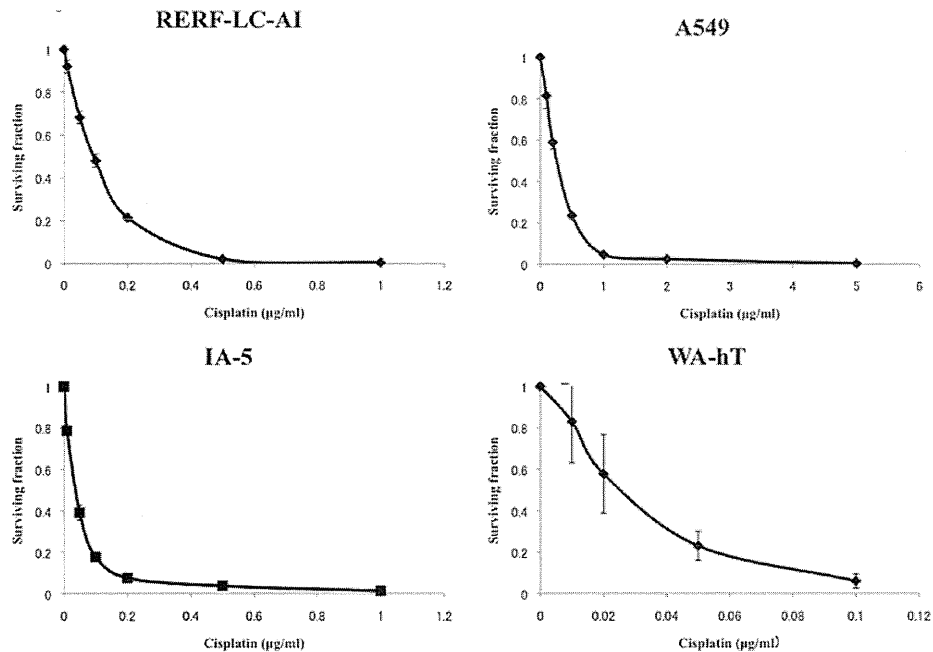 RERF-LC-AI
Surviving fraction
1
0.8
0.6
0.4
0.2
0
0 0.2 0.4 0.6 0.8 1 1.2
Cisplatin (μg/ml)
A549
Surviving fraction
1
0.8
0.6
0.4
0.2
0
0 1 2 3 4 5 6
Cisplatin (μg/ml)
IA-5
Surviving fraction
1
0.8
0.6
0.4
0.2
0
0 0.2 0.4 0.6 0.8 1 1.2
Cisplatin (μg/ml)
WA-hT
Surviving fraction
1
0.8
0.6
0.4
0.2
0
0 0.02 0.04 0.06 0.08 0.1 0.12
Cisplatin (μg/ml)